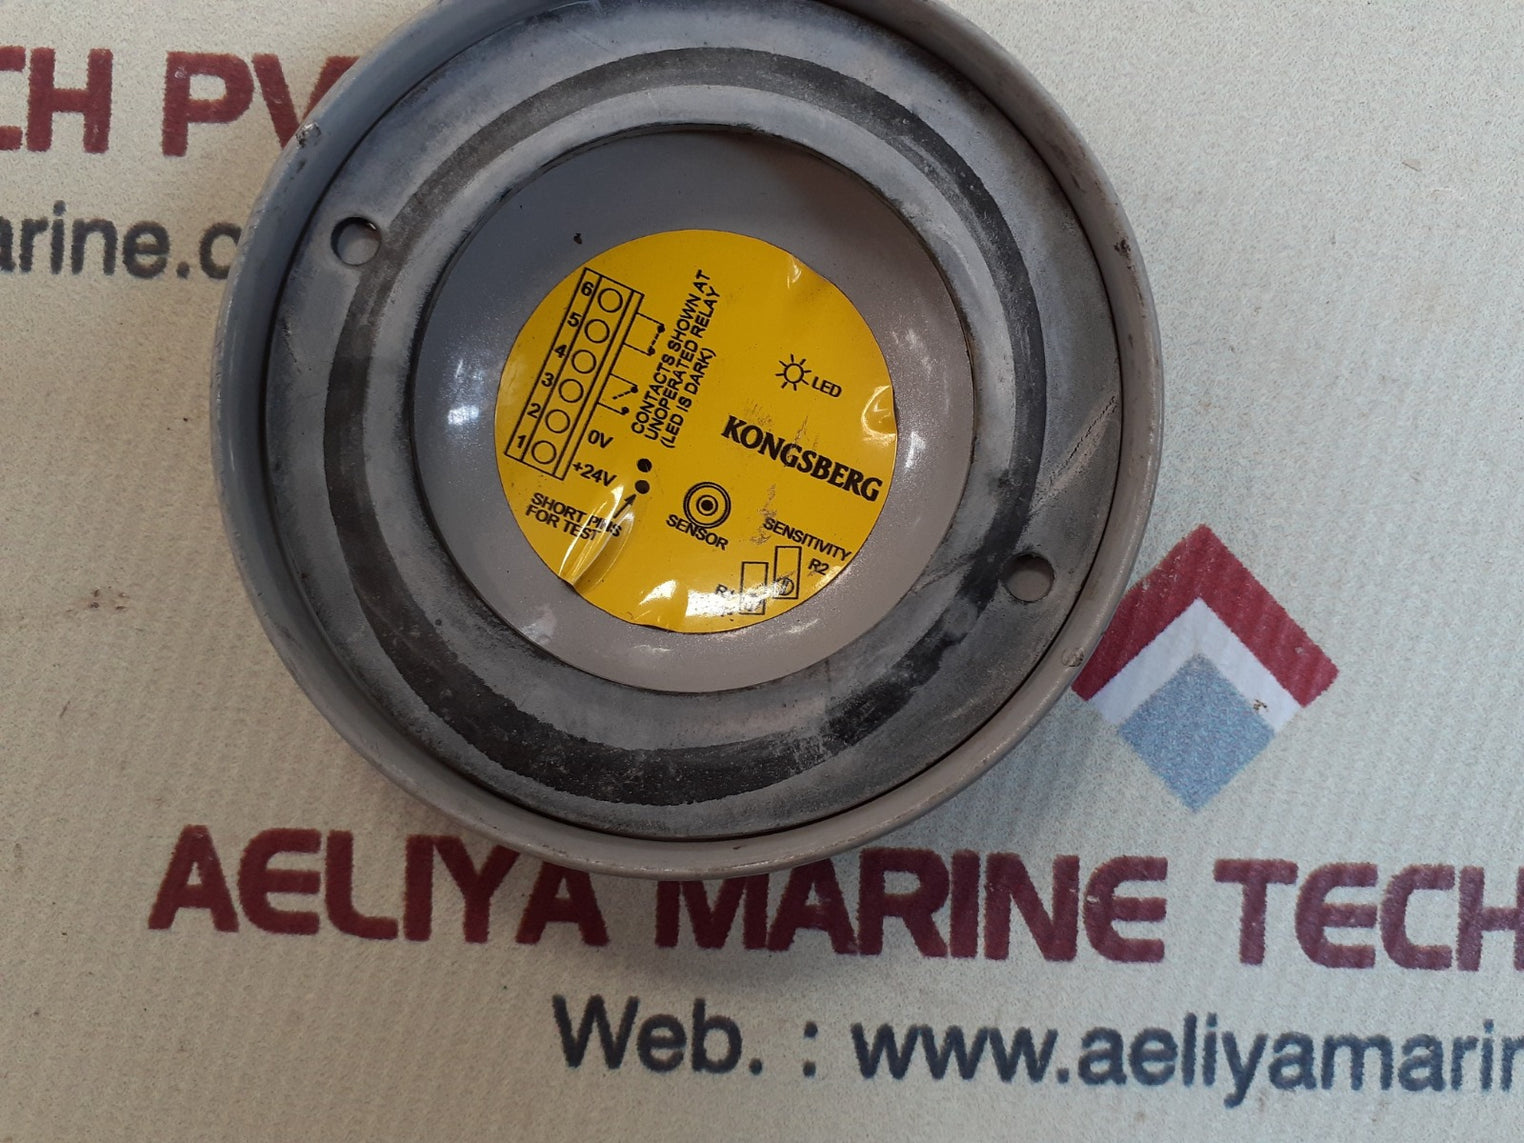 CH PV
arine.c
6
5
4
3
2
1
0V
+24V
CONTACTS SHOWN AT
UNOPERATED RELAY
(LED IS DARK)
LED
KONGSBERG
SHORT PINS
FOR TEST
SENSOR
SENSITIVITY
R2
AELIYA MARINE TECH
Web. : www.aeliyamarin